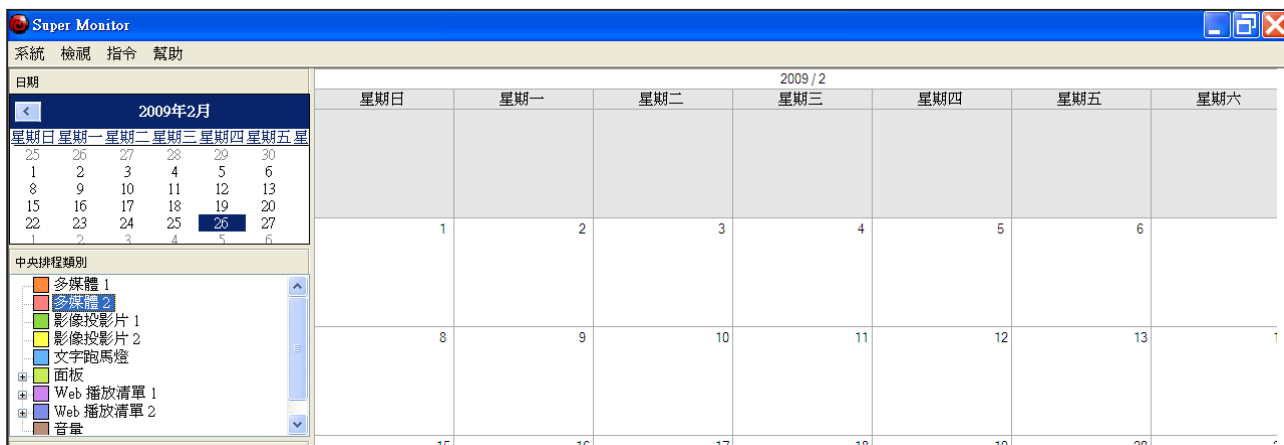 Super Monitor
系統 檢視 指令 幫助
日期
2009年2月
星期日 星期一 星期二 星期三 星期四 星期五 星
25 26 27 28 29 30
1 2 3 4 5 6
8 9 10 11 12 13
15 16 17 18 19 20
22 23 24 25 26 27
1 2 3 4 5 6
中央排程類別
多媒體 1
多媒體 2
影像投影片 1
影像投影片 2
文字跑馬燈
面板
Web 播放清單 1
Web 播放清單 2
音量
2009 / 2
星期日 星期一 星期二 星期三 星期四 星期五 星期六
1 2 3 4 5 6
8 9 10 11 12 13 1
15 16 17 18 19 20